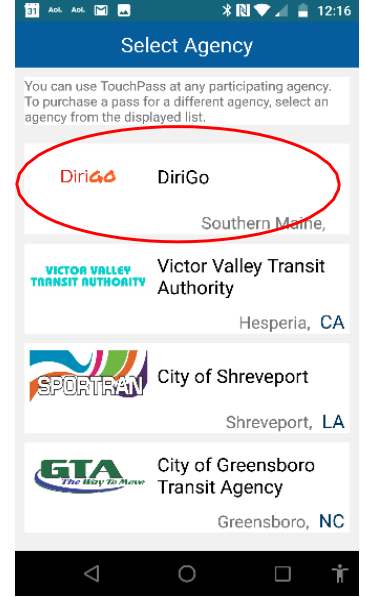 31 AOL AOL 12:16
Select Agency
You can use TouchPass at any participating agency.
To purchase a pass for a different agency, select an
agency from the displayed list.
DiriGO DiriGo
Southern Maine,
VICTOR VALLEY
TRANSIT AUTHORITY
Victor Valley Transit
Authority
Hesperia, CA
SPORTRAN City of Shreveport
Shreveport, LA
GTA
The Way To Move
City of Greensboro
Transit Agency
Greensboro, NC